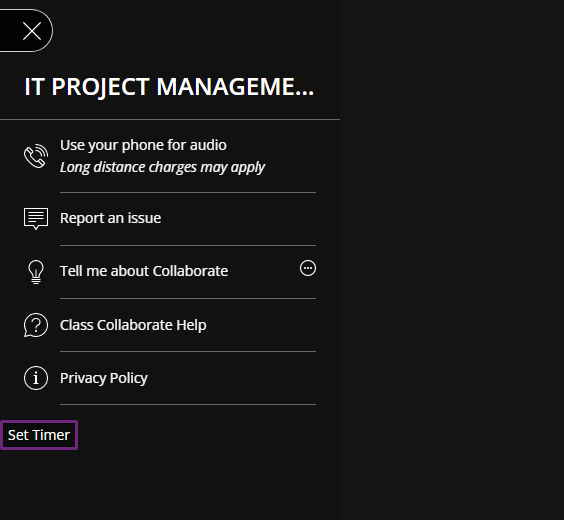 IT PROJECT MANAGEME...
Use your phone for audio
Long distance charges may apply
Report an issue
Tell me about Collaborate
Class Collaborate Help
Privacy Policy
Set Timer